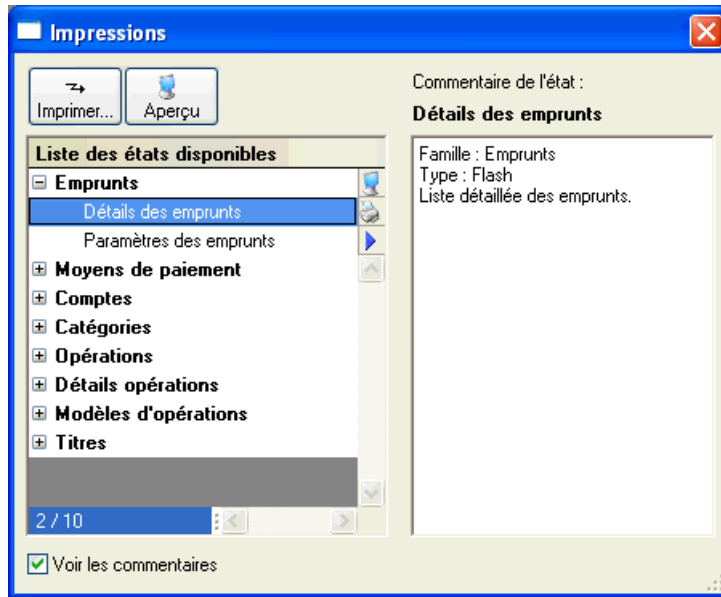 Impressions
Imprimer...
Aperçu
Liste des états disponibles
Emprunts
Détails des emprunts
Paramètres des emprunts
Moyens de paiement
Comptes
Catégories
Opérations
Détails opérations
Modèles d'opérations
Titres
2 / 10
Voir les commentaires
Commentaire de l'état :
Détails des emprunts
Famille : Emprunts
Type : Flash
Liste détaillée des emprunts.